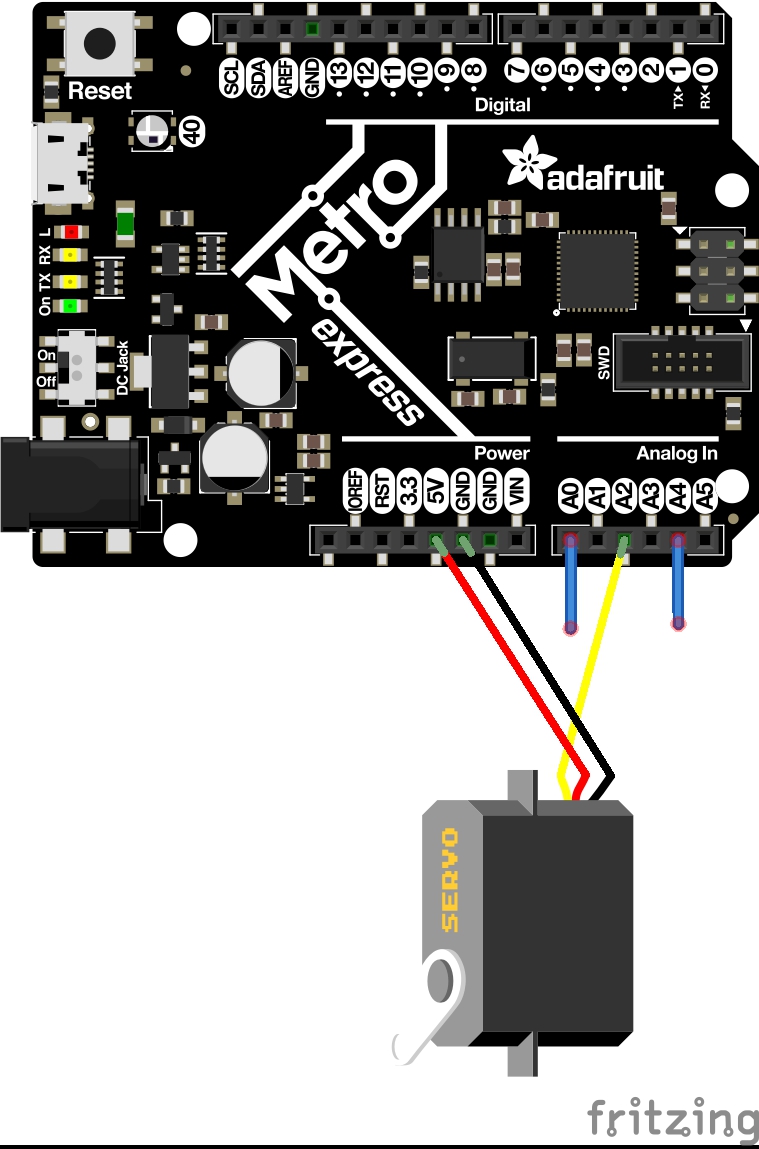 SCL SDA AREF GND 13 12 11 10 9 8 7 6 5 4 3 2 TX▸1 RX◂0
Reset
Digital
40
adafruit
Metro
express
L
RX
TX
On
On
Off
DC Jack
SWD
Power
Analog In
IOREF RST 3.3 5V GND GND VIN A0 A1 A2 A3 A4 A5
SERVO
fritzing